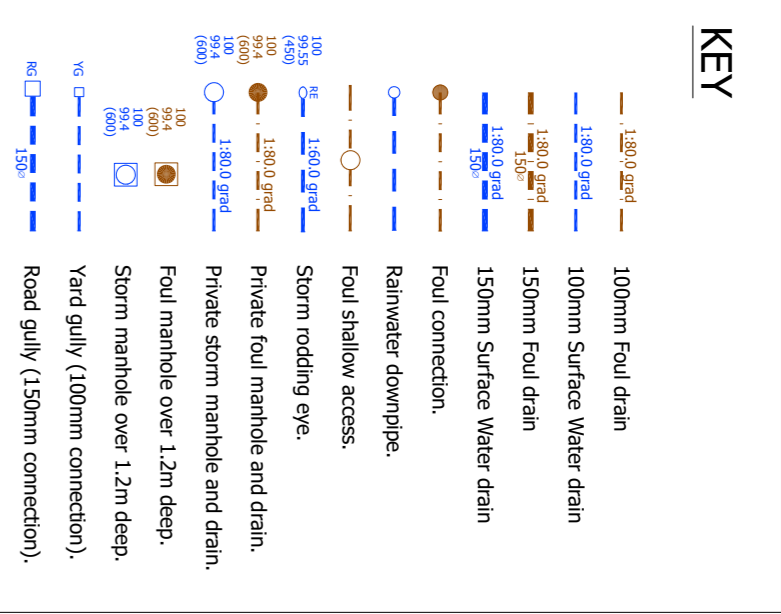 KEY
1:80.0 grad
100mm Foul drain
1:80.0 grad
100mm Surface Water drain
1:80.0 grad
150⌀
150mm Foul drain
1:80.0 grad
150⌀
150mm Surface Water drain
Foul connection.
Rainwater downpipe.
Foul shallow access.
100
99.55
(450)
RE
1:60.0 grad
Storm rodding eye.
100
99.4
(600)
1:80.0 grad
Private foul manhole and drain.
100
99.4
(600)
1:80.0 grad
Private storm manhole and drain.
100
99.4
(600)
Foul manhole over 1.2m deep.
100
99.4
(600)
Storm manhole over 1.2m deep.
YG
Yard gully (100mm connection).
RG
150⌀
Road gully (150mm connection).